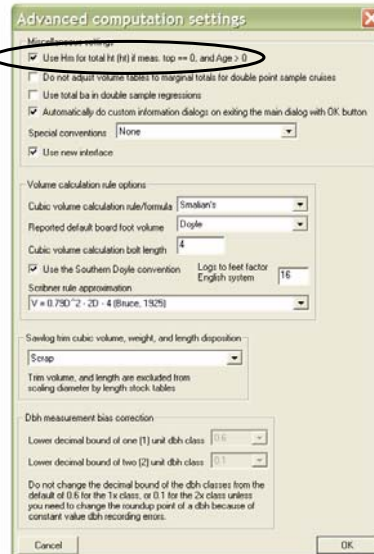 Advanced computation settings
Miscellaneous settings
Use Hm for total ht (ht) if meas. top == 0, and Age > 0
Do not adjust volume tables to marginal totals for double point sample cruises
Use total ba in double sample regressions
Automatically do custom information dialogs on exiting the main dialog with OK button
Special conventions None
Use new interface
Volume calculation rule options
Cubic volume calculation rule/formula Smalian's
Reported default board foot volume Doyle
Cubic volume calculation bolt length 4
Use the Southern Doyle convention Logs to feet factor English system 16
Scribner rule approximation
V = 0.79D^2 - 2D - 4 (Bruce, 1925)
Sawlog trim cubic volume, weight, and length disposition
Scrap
Trim volume, and length are excluded from
scaling diameter by length stock tables
Dbh measurement bias correction
Lower decimal bound of one (1) unit dbh class 0.6
Lower decimal bound of two (2) unit dbh class 0.1
Do not change the decimal bound of the dbh classes from the
default of 0.6 for the 1x class, or 0.1 for the 2x class unless
you need to change the roundup point of a dbh because of
constant value dbh recording errors.
Cancel OK